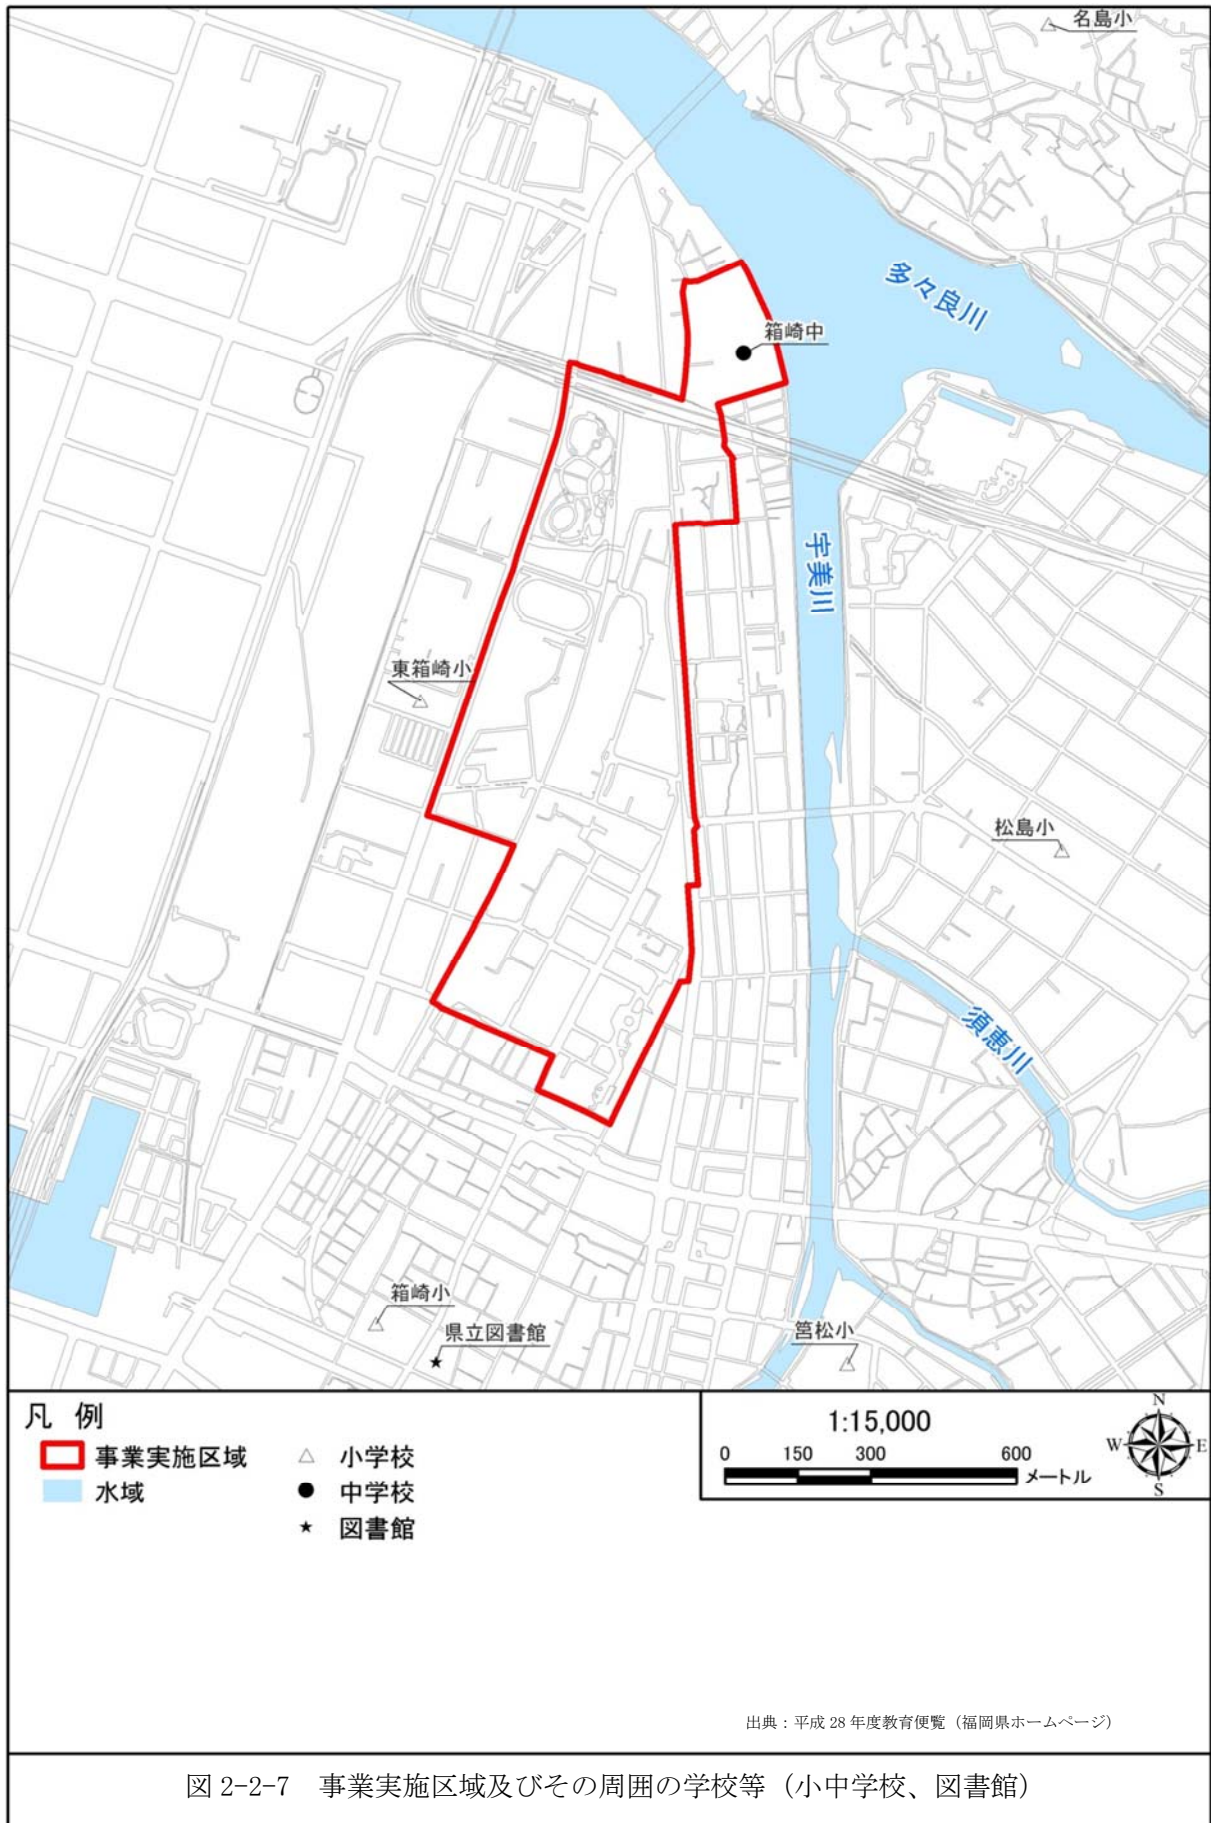 名島小
多々良川
箱崎中
宇美川
東箱崎小
松島小
須恵川
箱崎小
県立図書館
筥松小
凡 例
事業実施区域
水域
△ 小学校
● 中学校
★ 図書館
1:15,000
0 150 300 600
メートル
N
W E
S
出典：平成 28 年度教育便覧（福岡県ホームページ）
図 2-2-7 事業実施区域及びその周囲の学校等（小中学校、図書館）